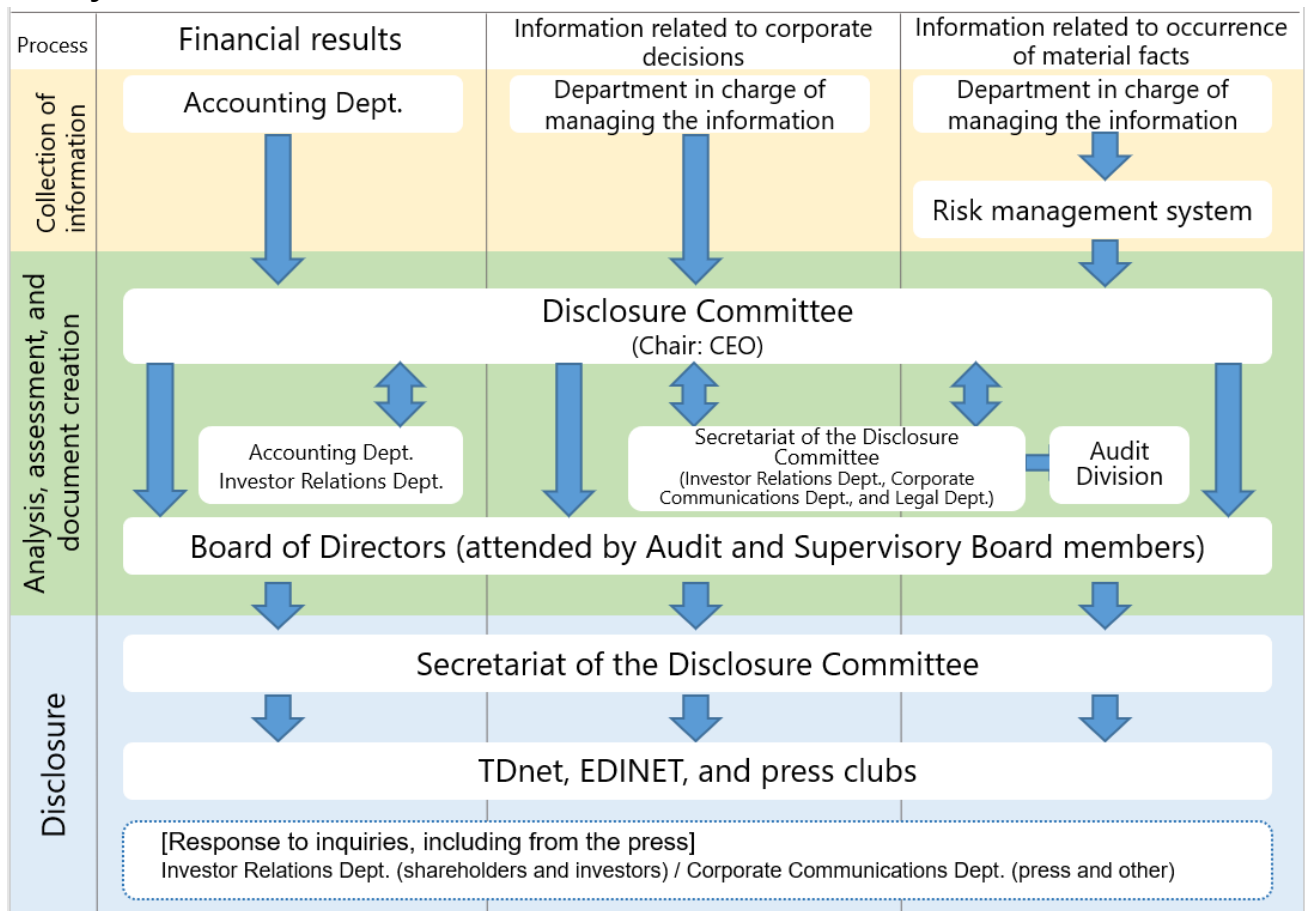 Process
Financial results
Information related to corporate
decisions
Information related to occurrence
of material facts
Collection of
information
Accounting Dept.
Department in charge of
managing the information
Department in charge of
managing the information
Risk management system
Analysis, assessment, and
document creation
Disclosure Committee
(Chair: CEO)
Accounting Dept.
Investor Relations Dept.
Secretariat of the Disclosure
Committee
(Investor Relations Dept., Corporate
Communications Dept., and Legal Dept.)
Audit
Division
Board of Directors (attended by Audit and Supervisory Board members)
Disclosure
Secretariat of the Disclosure Committee
TDnet, EDINET, and press clubs
[Response to inquiries, including from the press]
Investor Relations Dept. (shareholders and investors) / Corporate Communications Dept. (press and other)